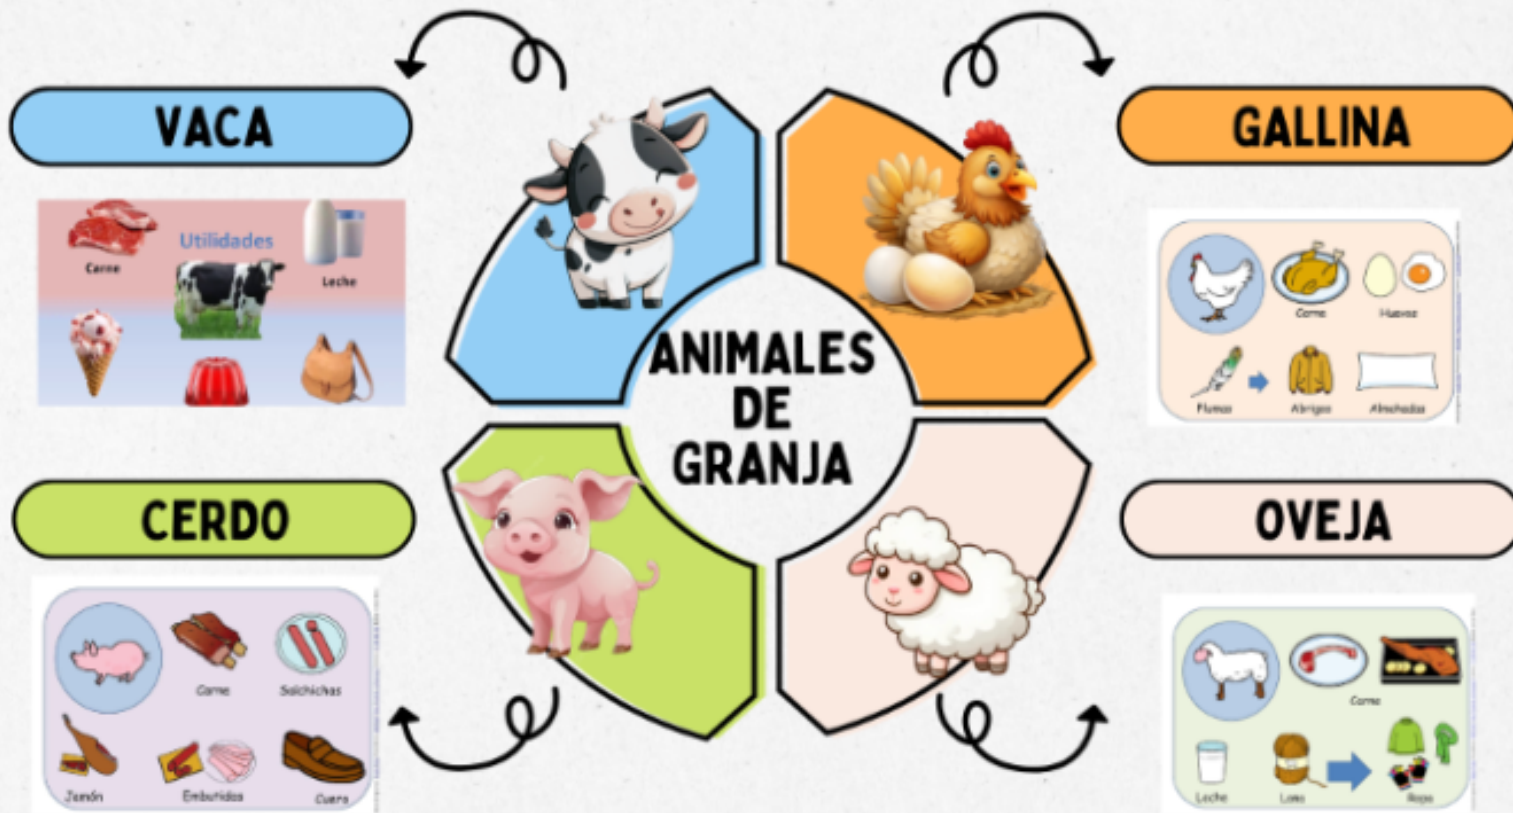 VACA
Utilidades
Carne
Leche
GALLINA
Carne
Huevos
Plumas
Abrigos
Almohadas
ANIMALES
DE
GRANJA
CERDO
Carne
Salchichas
Jamón
Embutidos
Cuero
OVEJA
Carne
Leche
Lana
Ropa